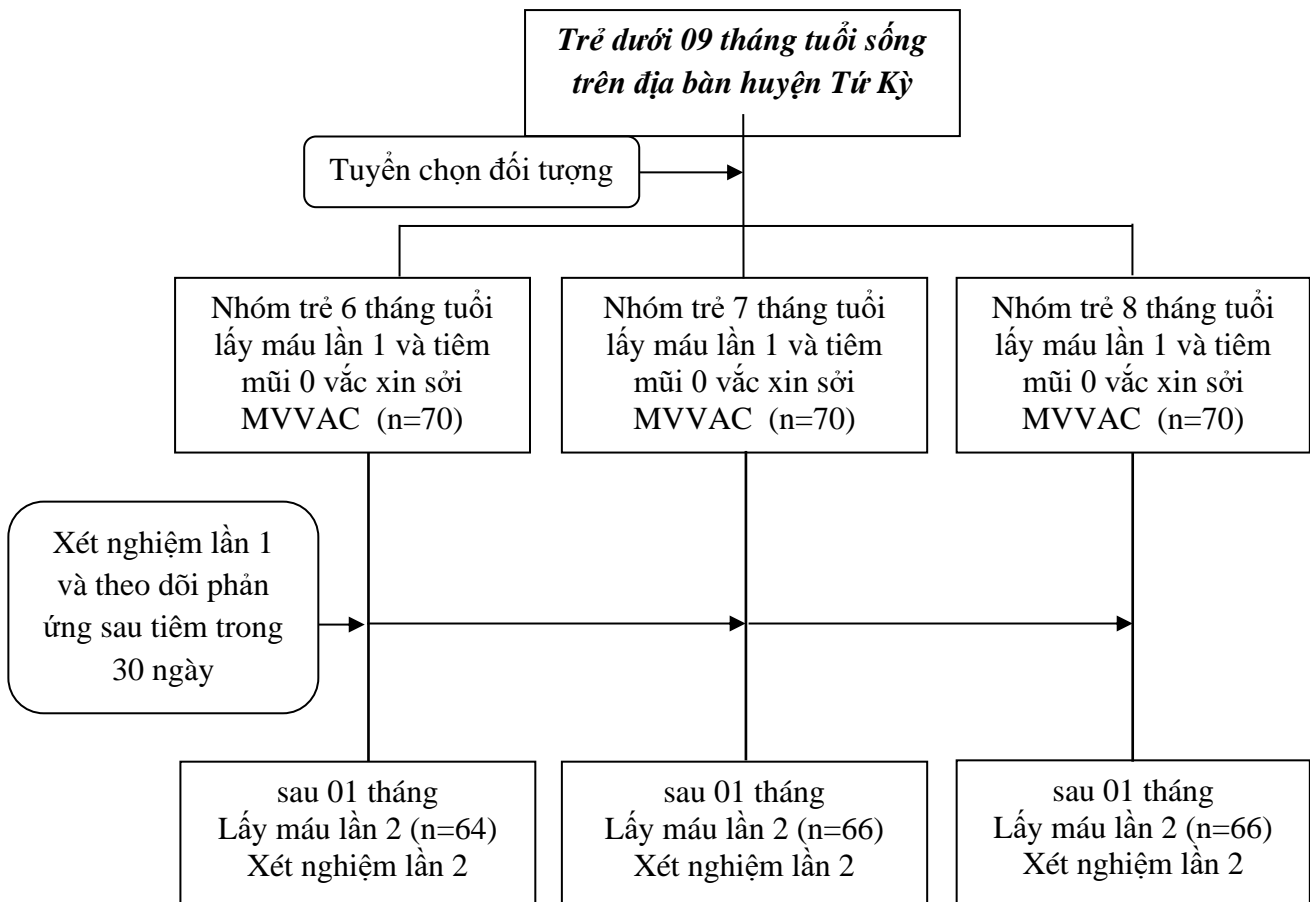 Trẻ dưới 09 tháng tuổi sống
trên địa bàn huyện Tứ Kỳ
Tuyển chọn đối tượng
Nhóm trẻ 6 tháng tuổi
lấy máu lần 1 và tiêm
mũi 0 vắc xin sởi
MVVAC (n=70)
Nhóm trẻ 7 tháng tuổi
lấy máu lần 1 và tiêm
mũi 0 vắc xin sởi
MVVAC (n=70)
Nhóm trẻ 8 tháng tuổi
lấy máu lần 1 và tiêm
mũi 0 vắc xin sởi
MVVAC (n=70)
Xét nghiệm lần 1
và theo dõi phản
ứng sau tiêm trong
30 ngày
sau 01 tháng
Lấy máu lần 2 (n=64)
Xét nghiệm lần 2
sau 01 tháng
Lấy máu lần 2 (n=66)
Xét nghiệm lần 2
sau 01 tháng
Lấy máu lần 2 (n=66)
Xét nghiệm lần 2